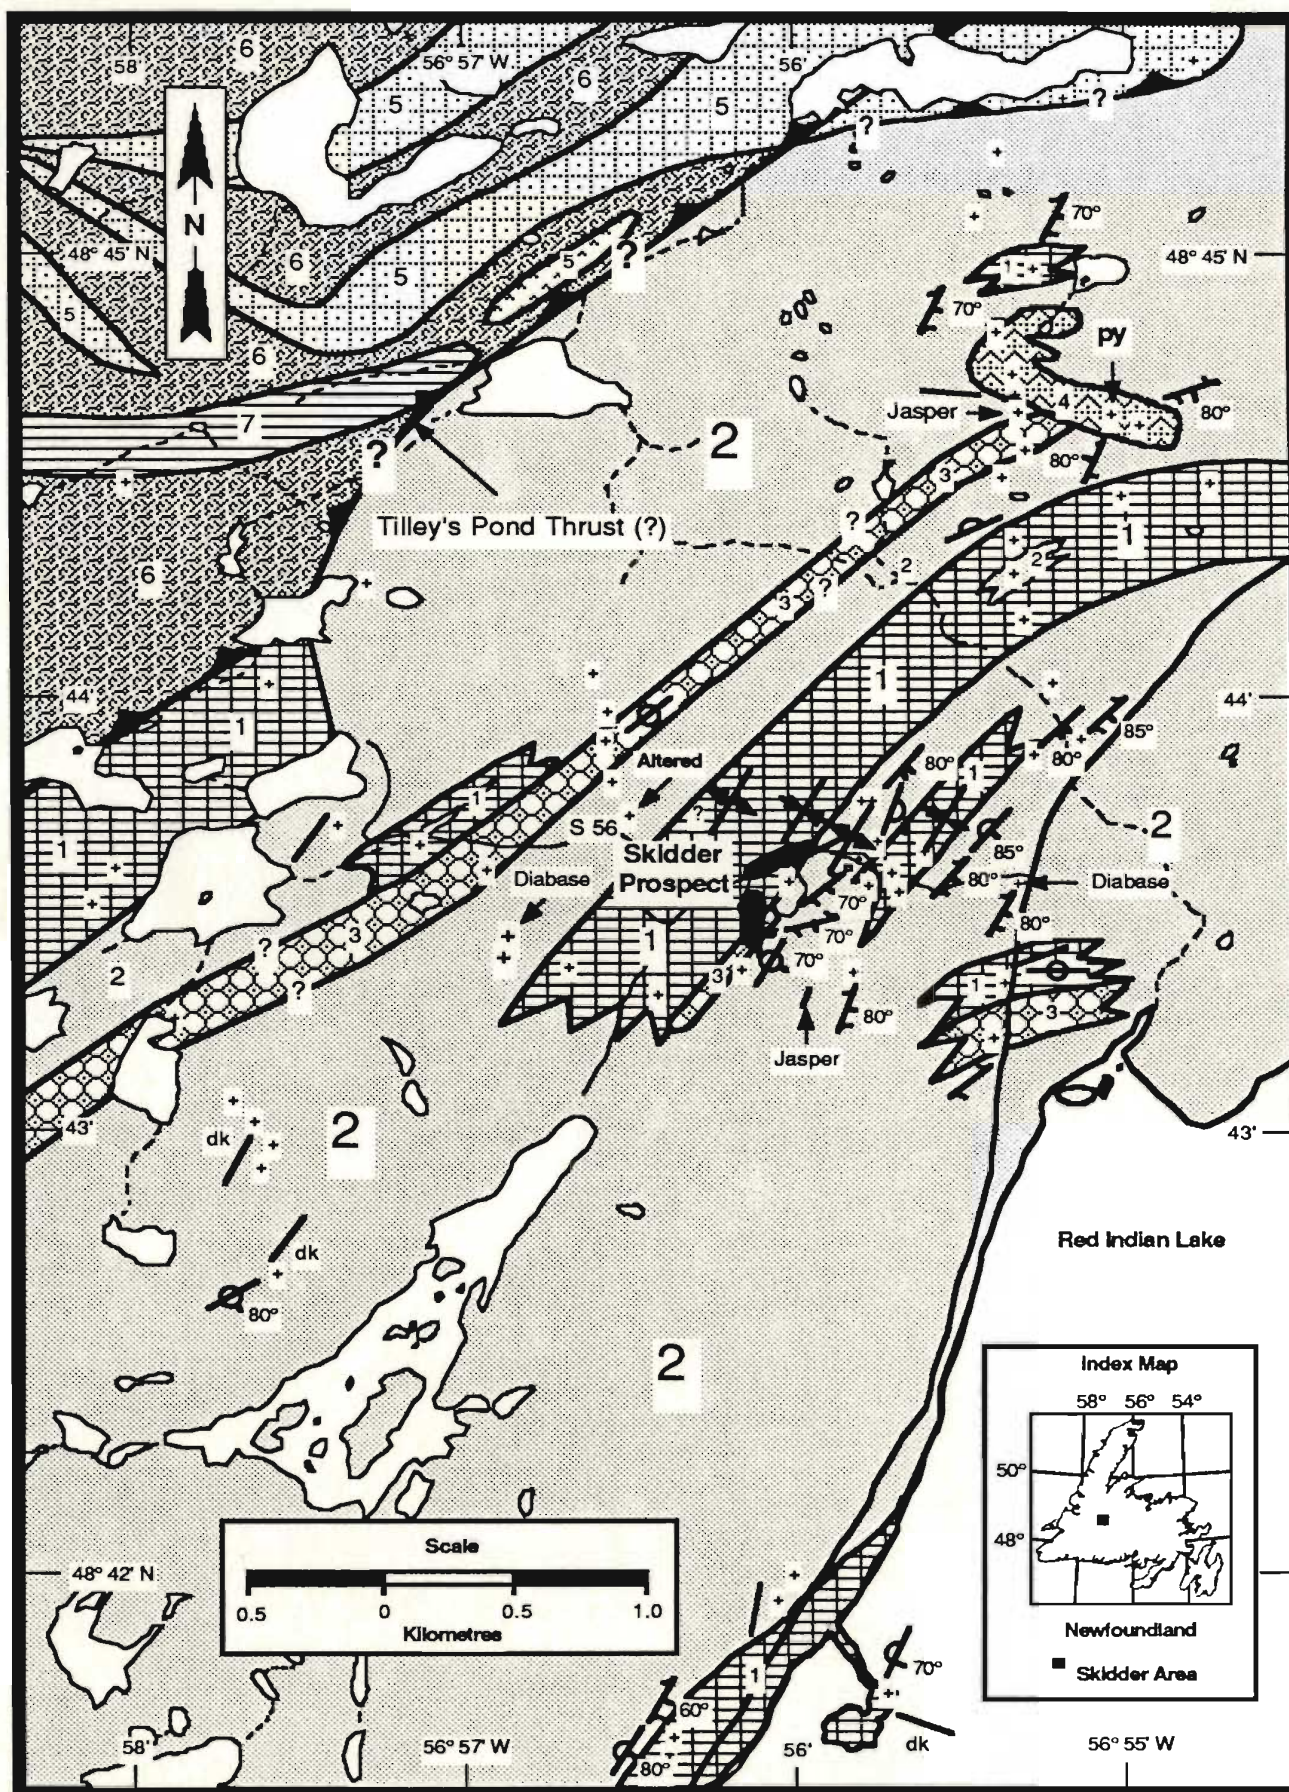 58'
6
56° 57' W
6
56'
5
5
?
?
N
70°
48° 45' N
6
5
5
?
1
48° 45' N
5
70°
py
6
4
80°
Jasper
7
2
80°
?
3
Tilley's Pond Thrust (?)
?
1
2
2
6
3
?
44'
1
1
44'
85°
80°
80°
Altered
1
1
2
?
S 56
1
85°
Skidder
Prospect
Diabase
80°
Diabase
70°
80°
3
1
70°
?
2
3
70°
1
?
3
80°
Jasper
43'
dk
2
43'
Red Indian Lake
dk
80°
2
Index Map
58° 56° 54°
50°
48°
Scale
48° 42' N
0.5 0 0.5 1.0
Kilometres
Newfoundland
Skidder Area
1
70°
60°
dk
58'
56° 57' W
56'
56° 55' W
80°